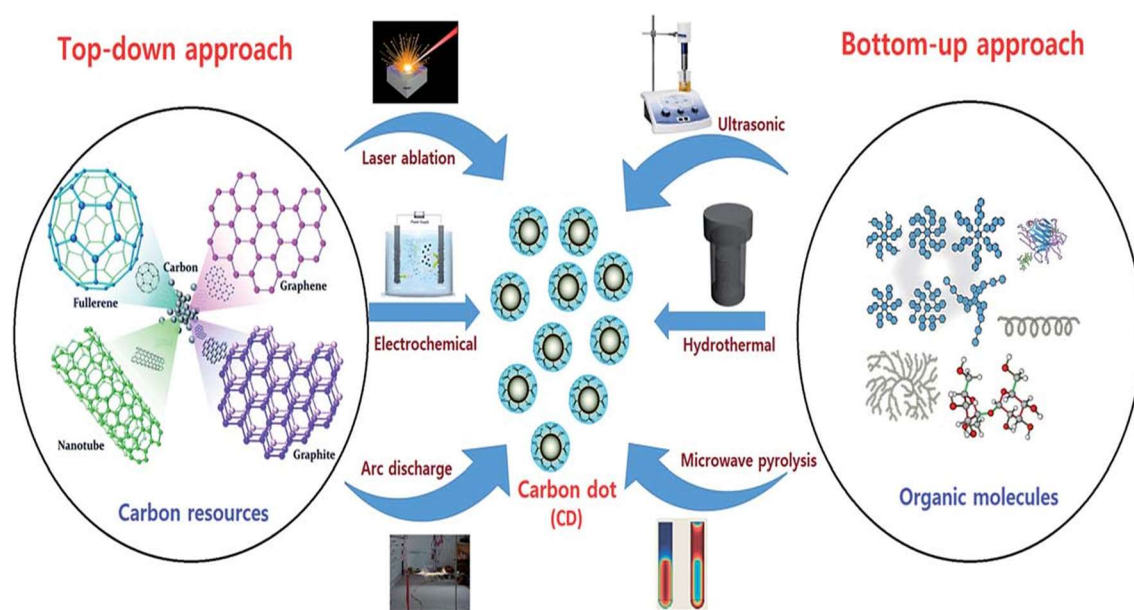 Top-down approach
Bottom-up approach
Laser ablation
Ultrasonic
Fullerene
Carbon
Graphene
Electrochemical
Hydrothermal
Nanotube
Graphite
Arc discharge
Microwave pyrolysis
Carbon resources
Carbon dot
(CD)
Organic molecules